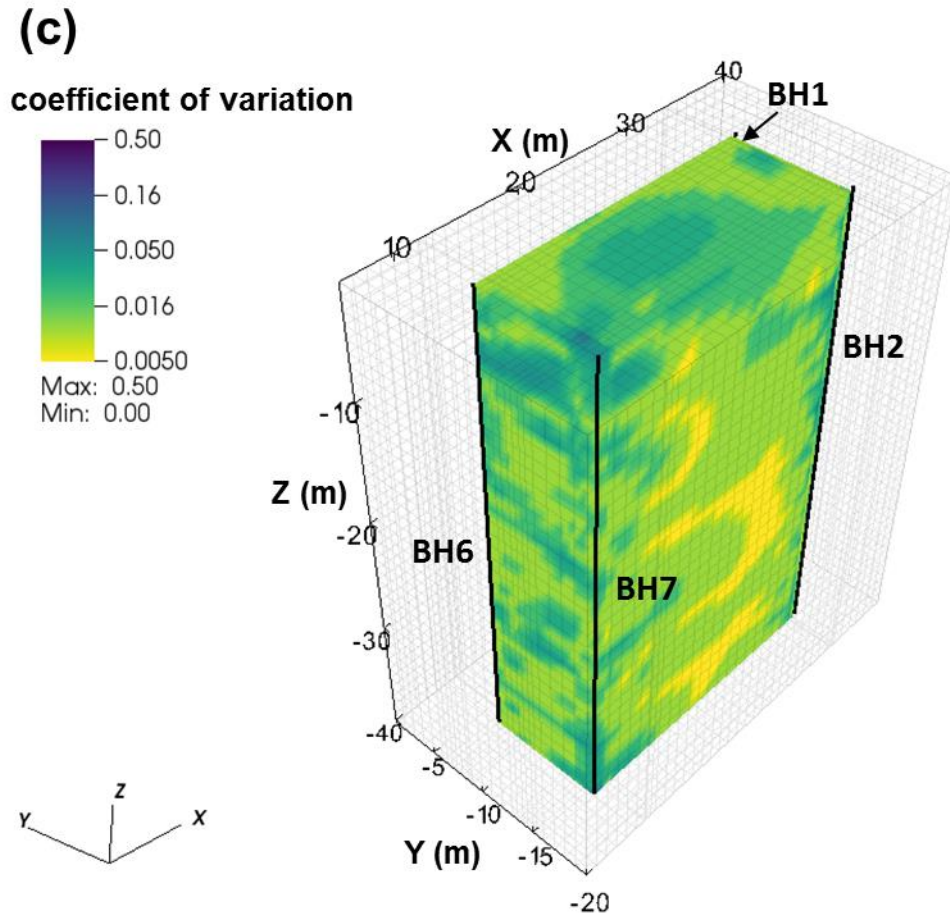 (c)
coefficient of variation
0.50
0.16
0.050
0.016
0.0050
Max: 0.50
Min: 0.00
40
BH1
30
X (m)
20
10
BH2
-10
Z (m)
-20
BH6
BH7
-30
-40
-5
-10
Y (m)
-15
-20
Z
Y
X